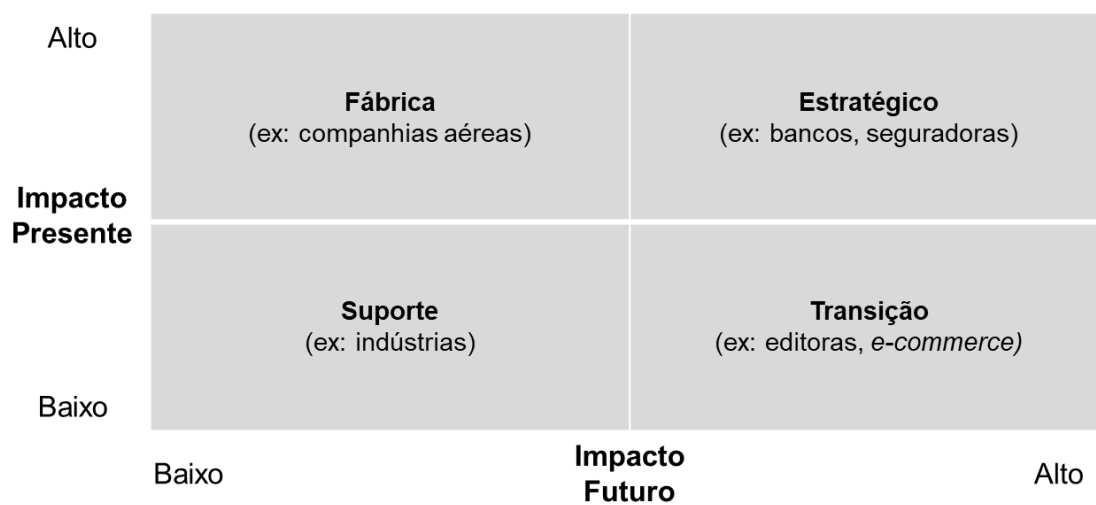 Alto
Fábrica
(ex: companhias aéreas)
Estratégico
(ex: bancos, seguradoras)
Impacto
Presente
Suporte
(ex: indústrias)
Transição
(ex: editoras, e-commerce)
Baixo
Baixo
Impacto
Futuro
Alto